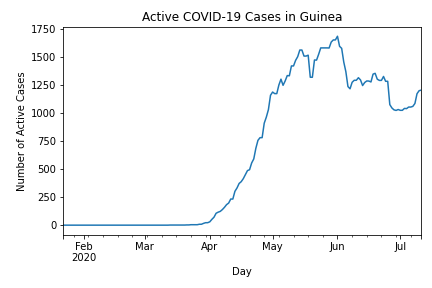 Active COVID-19 Cases in Guinea
Number of Active Cases
1750
1500
1250
1000
750
500
250
0
Feb
2020
Mar
Apr
May
Jun
Jul
Day